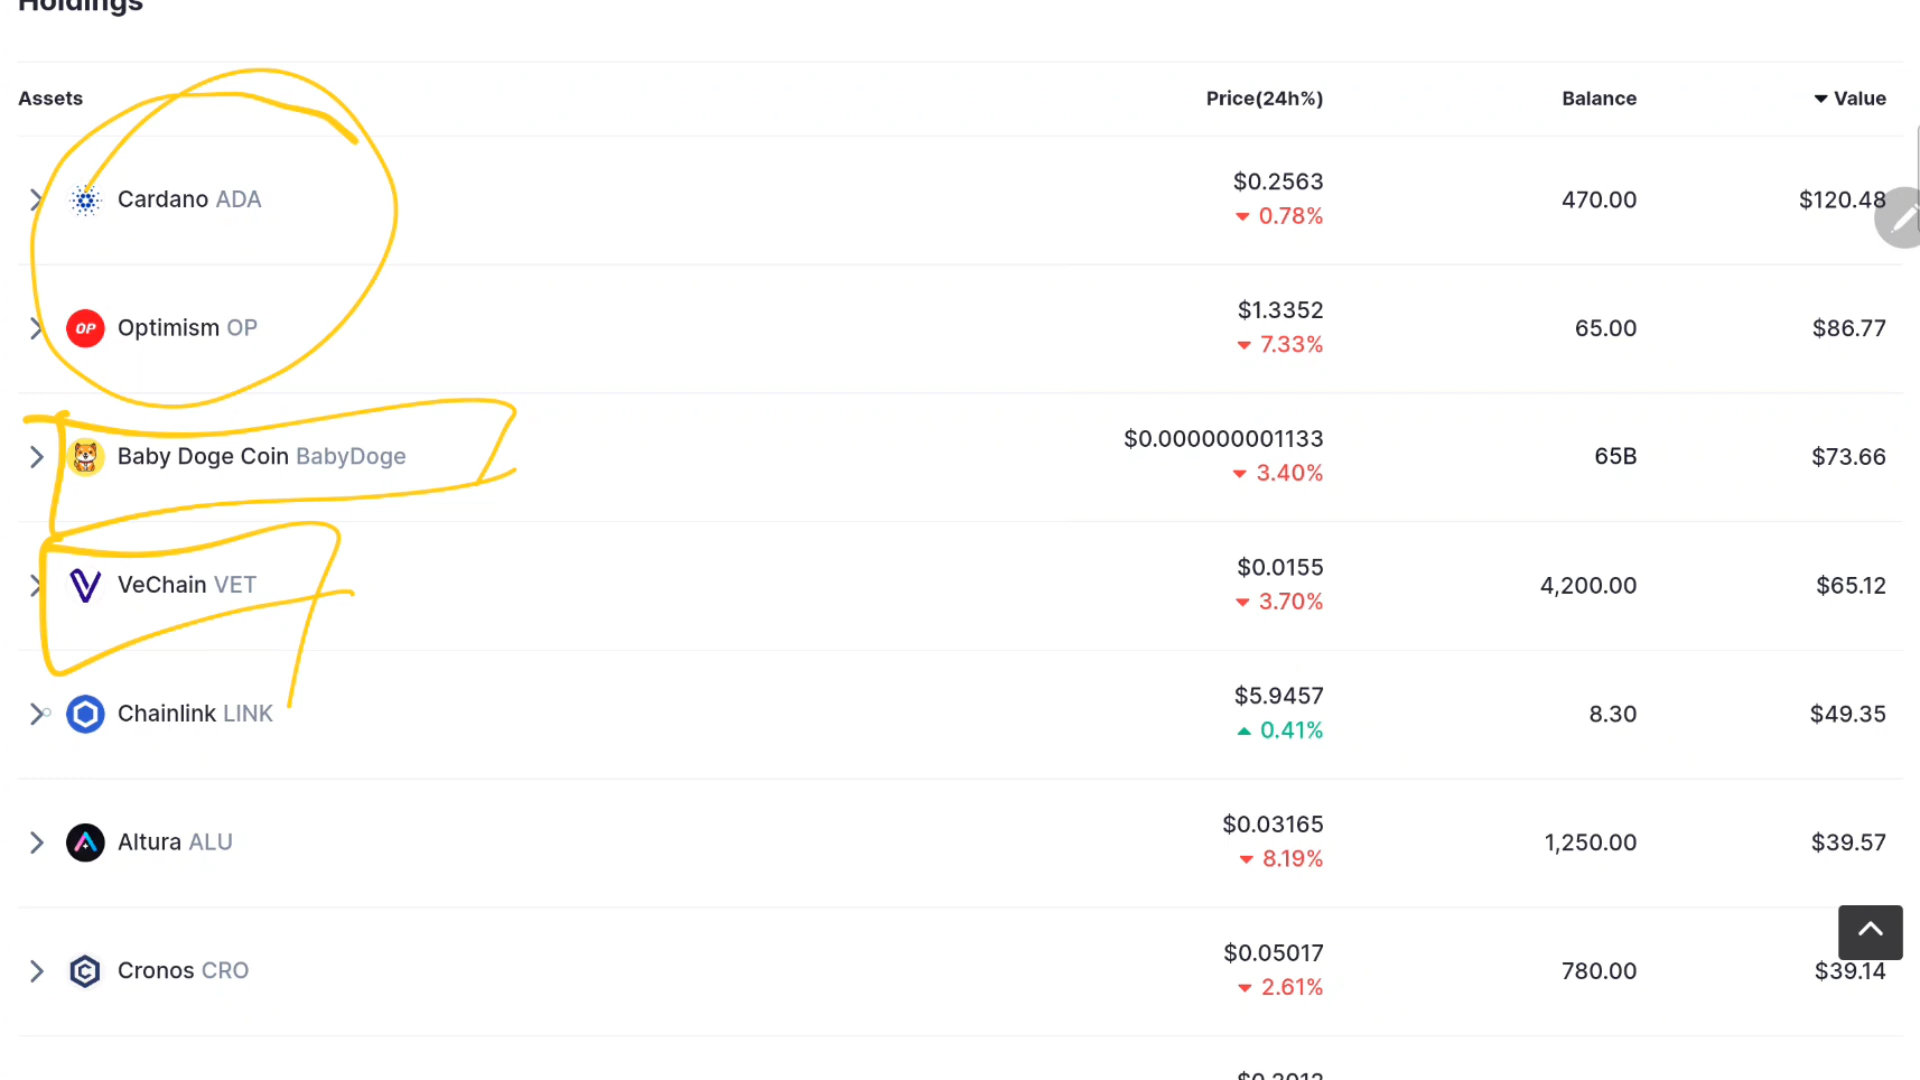 Holdings
Assets Price(24h%) Balance Value
Cardano ADA $0.2563 0.78% 470.00 $120.48
OP Optimism OP $1.3352 7.33% 65.00 $86.77
Baby Doge Coin BabyDoge $0.000000001133 3.40% 65B $73.66
VeChain VET $0.0155 3.70% 4,200.00 $65.12
Chainlink LINK $5.9457 0.41% 8.30 $49.35
Altura ALU $0.03165 8.19% 1,250.00 $39.57
Cronos CRO $0.05017 2.61% 780.00 $39.14